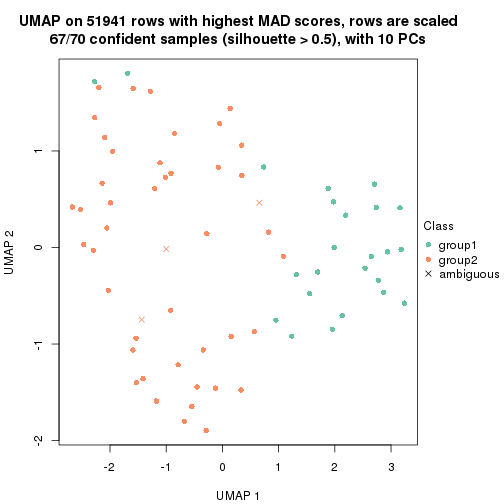 UMAP on 51941 rows with highest MAD scores, rows are scaled
67/70 confident samples (silhouette > 0.5), with 10 PCs
1
0
-1
-2
UMAP 2
-2
-1
0
1
2
3
UMAP 1
Class
group1
group2
ambiguous